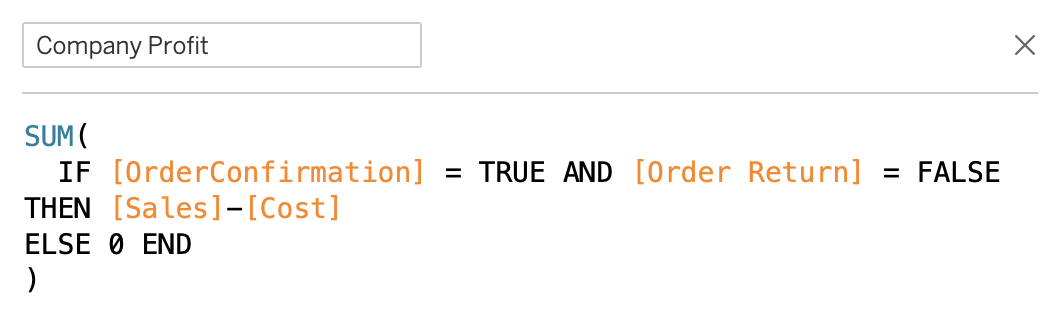 Company Profit
SUM(
IF [OrderConfirmation] = TRUE AND [Order Return] = FALSE
THEN [Sales]–[Cost]
ELSE 0 END
)